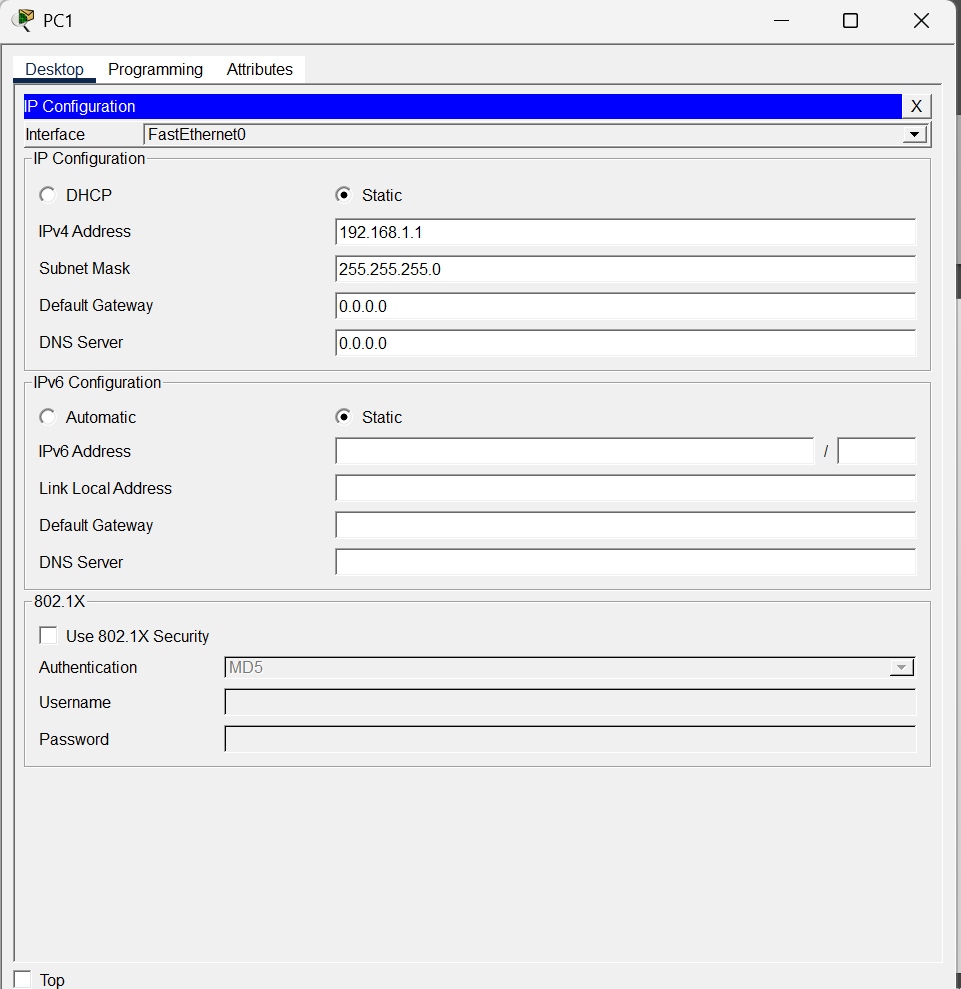 PC1
Desktop Programming Attributes
IP Configuration X
Interface FastEthernet0
IP Configuration
DHCP Static
IPv4 Address 192.168.1.1
Subnet Mask 255.255.255.0
Default Gateway 0.0.0.0
DNS Server 0.0.0.0
IPv6 Configuration
Automatic Static
IPv6 Address /
Link Local Address
Default Gateway
DNS Server
802.1X
Use 802.1X Security
Authentication MD5
Username
Password
Top